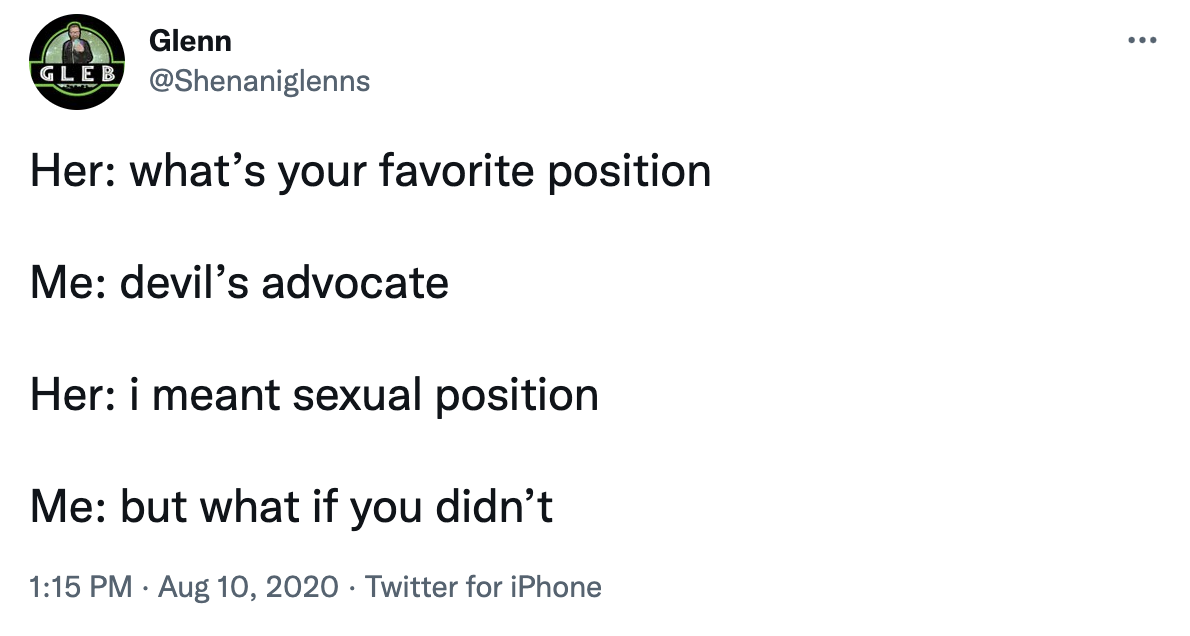 GLEB
Glenn
@Shenaniglenns
Her: what’s your favorite position
Me: devil’s advocate
Her: i meant sexual position
Me: but what if you didn’t
1:15 PM · Aug 10, 2020 · Twitter for iPhone